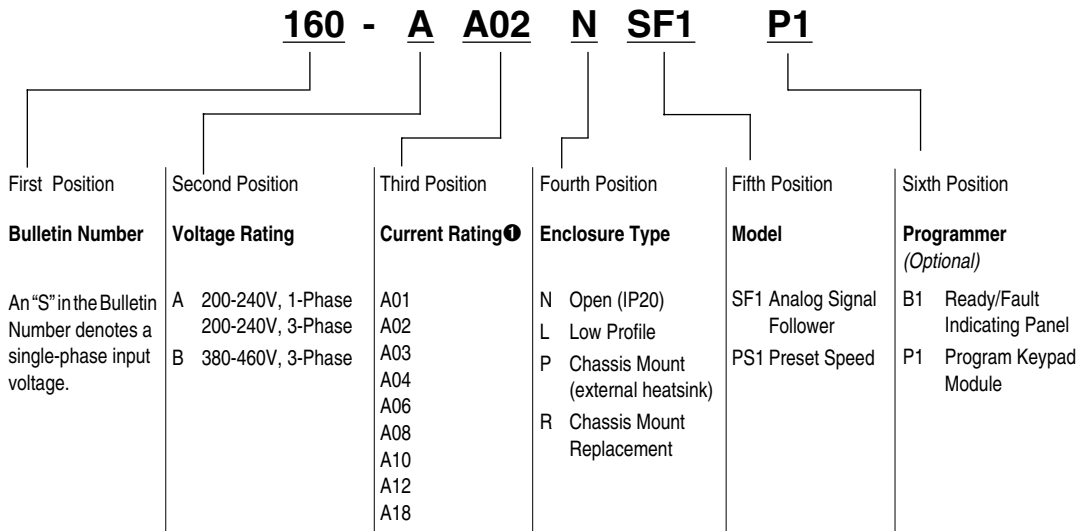 160 - A A02 N SF1 P1
First Position
Bulletin Number
An "S" in the Bulletin
Number denotes a
single-phase input
voltage.
Second Position
Voltage Rating
A 200-240V, 1-Phase
200-240V, 3-Phase
B 380-460V, 3-Phase
Third Position
Current Rating❶
A01
A02
A03
A04
A06
A08
A10
A12
A18
Fourth Position
Enclosure Type
N Open (IP20)
L Low Profile
P Chassis Mount
(external heatsink)
R Chassis Mount
Replacement
Fifth Position
Model
SF1 Analog Signal
Follower
PS1 Preset Speed
Sixth Position
Programmer
(Optional)
B1 Ready/Fault
Indicating Panel
P1 Program Keypad
Module